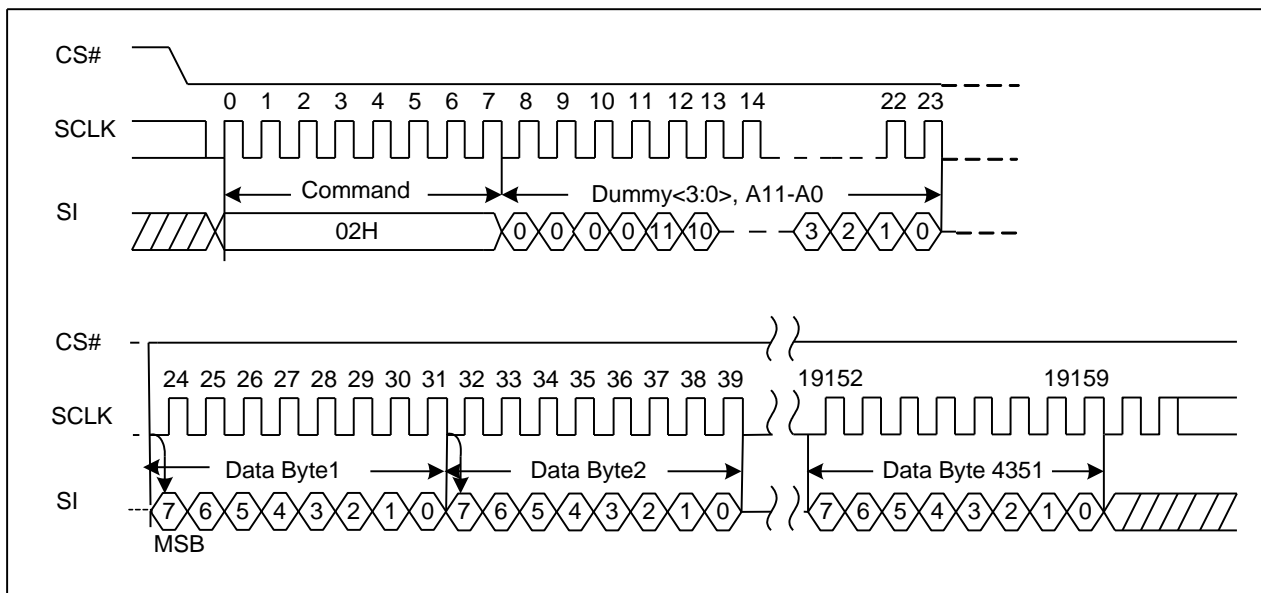 CS#
0 1 2 3 4 5 6 7 8 9 10 11 12 13 14 22 23
SCLK
Command Dummy<3:0>, A11-A0
SI
02H 0 0 0 0 11 10 3 2 1 0
CS#
24 25 26 27 28 29 30 31 32 33 34 35 36 37 38 39 19152 19159
SCLK
Data Byte1 Data Byte2 Data Byte 4351
SI
7 6 5 4 3 2 1 0 7 6 5 4 3 2 1 0 7 6 5 4 3 2 1 0
MSB